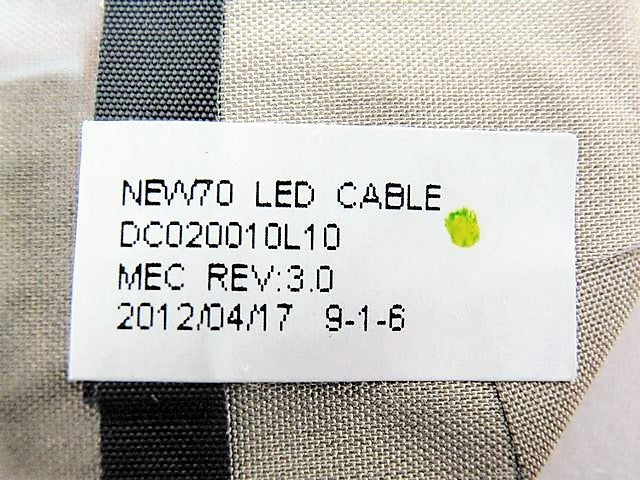 NEW70 LED CABLE
DC020010L10
MEC REV:3.0
2012/04/17 9-1-6